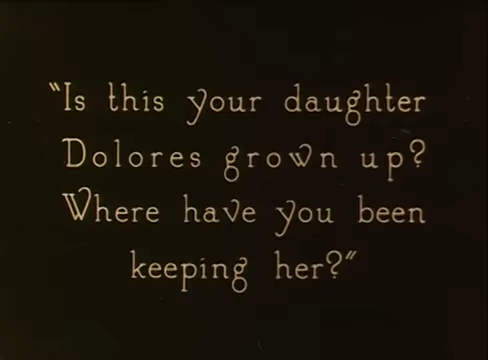 "Is this your daughter
Dolores grown up?
Where have you been
keeping her?"